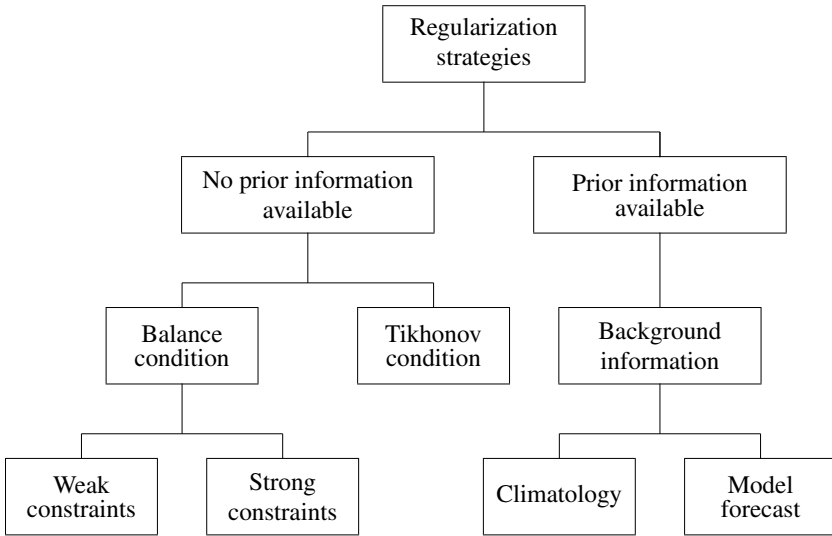 Regularization
strategies
No prior information
available
Prior information
available
Balance
condition
Tikhonov
condition
Background
information
Weak
constraints
Strong
constraints
Climatology
Model
forecast